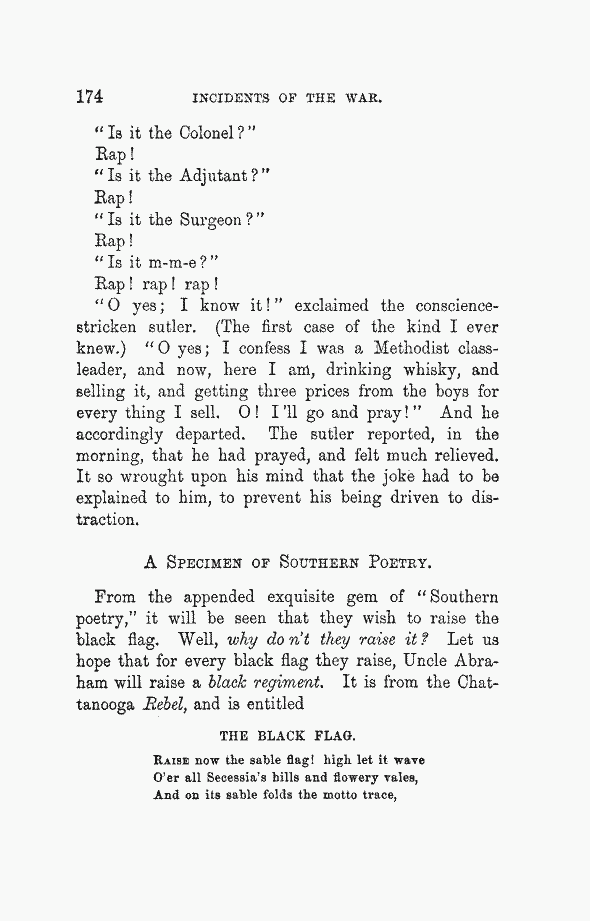 174 INCIDENTS OF THE WAR.
"Is it the Colonel?"
Rap!
"Is it the Adjutant?"
Rap!
"Is it the Surgeon?"
Rap!
"Is it m-m-e?"
Rap! rap! rap!
"O yes; I know it!" exclaimed the conscience-
stricken sutler. (The first case of the kind I ever
knew.) "O yes; I confess I was a Methodist class-
leader, and now, here I am, drinking whisky, and
selling it, and getting three prices from the boys for
every thing I sell. O! I'll go and pray!" And he
accordingly departed. The sutler reported, in the
morning, that he had prayed, and felt much relieved.
It so wrought upon his mind that the joke had to be
explained to him, to prevent his being driven to dis-
traction.
A SPECIMEN OF SOUTHERN POETRY.
From the appended exquisite gem of "Southern
poetry," it will be seen that they wish to raise the
black flag. Well, why don't they raise it? Let us
hope that for every black flag they raise, Uncle Abra-
ham will raise a black regiment. It is from the Chat-
tanooga Rebel, and is entitled
THE BLACK FLAG.
RAISE now the sable flag! high let it wave
O'er all Secessia's hills and flowery vales,
And on its sable folds the motto trace,